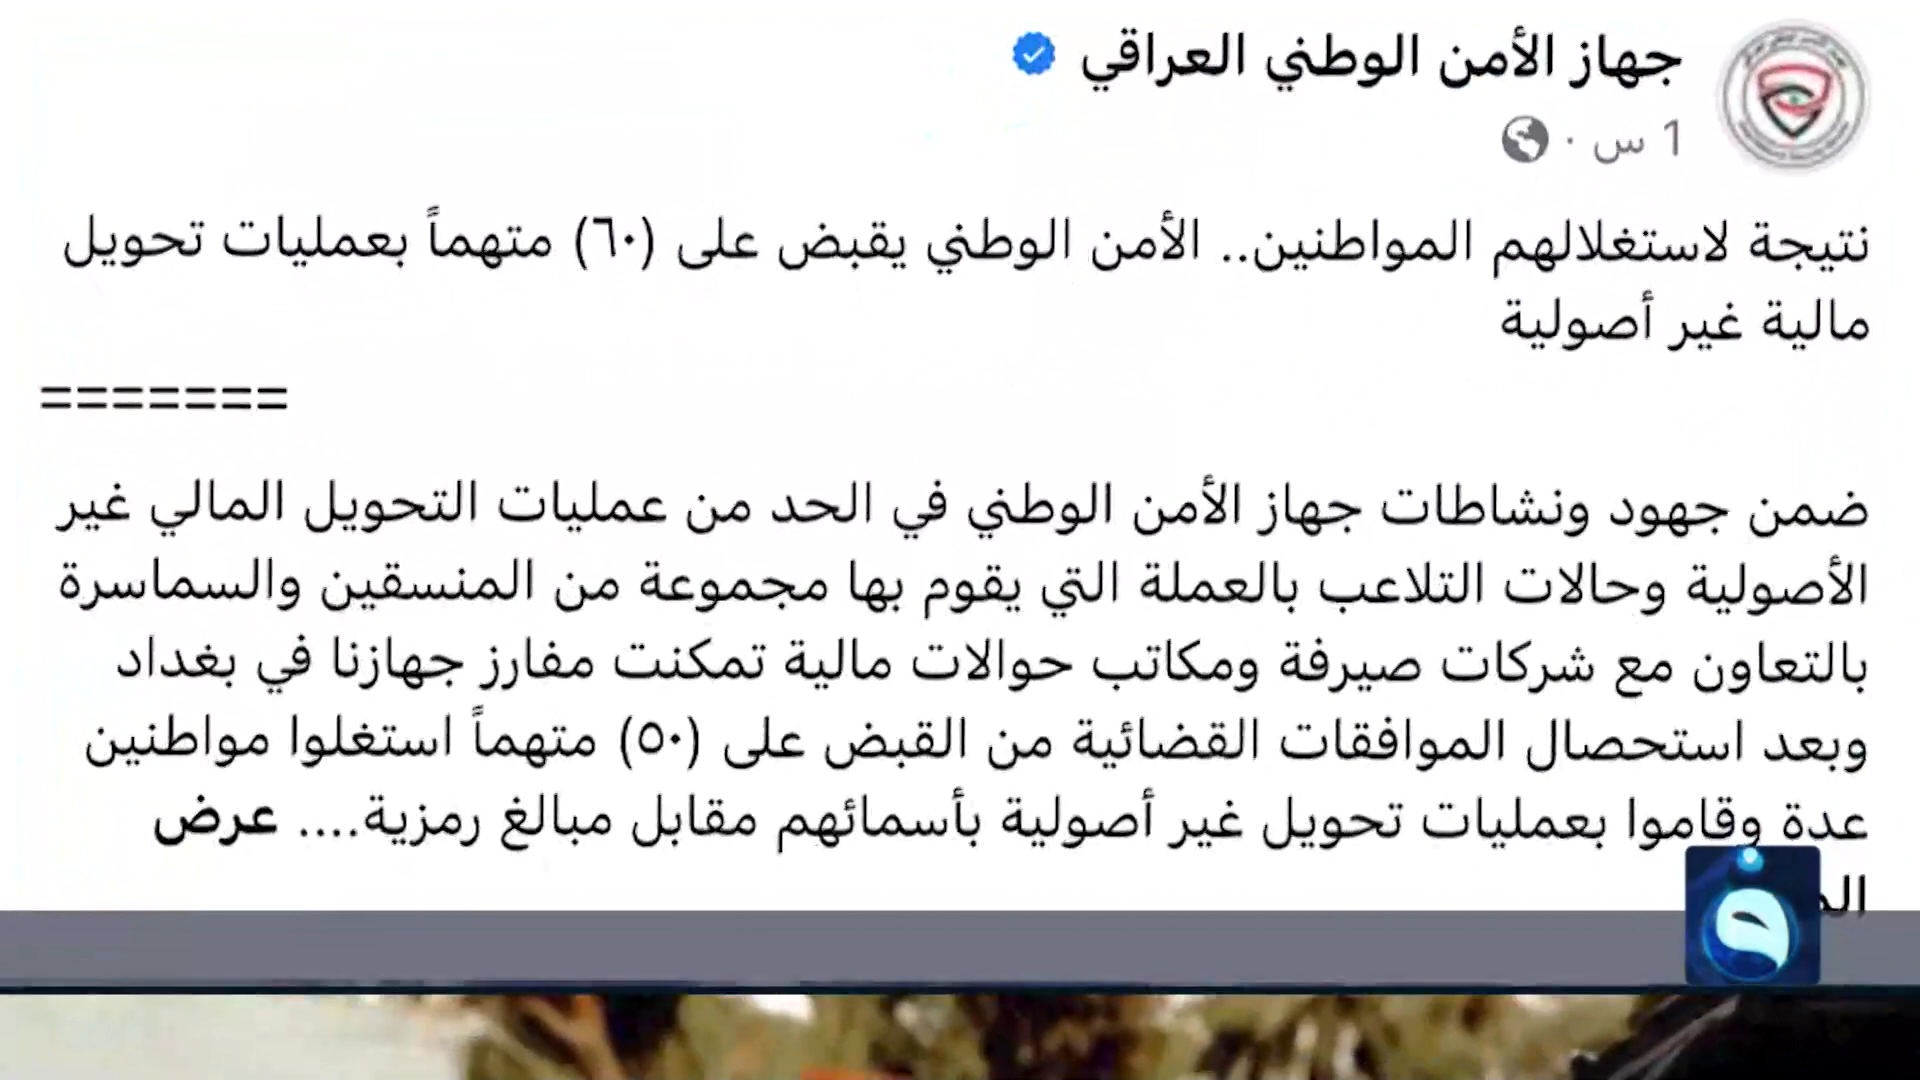 جهاز الأمن الوطني العراقي
1 س ·
نتيجة لاستغلالهم المواطنين.. الأمن الوطني يقبض على (٦٠) متهماً بعمليات تحويل
مالية غير أصولية
=======
ضمن جهود ونشاطات جهاز الأمن الوطني في الحد من عمليات التحويل المالي غير
الأصولية وحالات التلاعب بالعملة التي يقوم بها مجموعة من المنسقين والسماسرة
بالتعاون مع شركات صيرفة ومكاتب حوالات مالية تمكنت مفارز جهازنا في بغداد
وبعد استحصال الموافقات القضائية من القبض على (٥٠) متهماً استغلوا مواطنين
عدة وقاموا بعمليات تحويل غير أصولية بأسمائهم مقابل مبالغ رمزية.... عرض